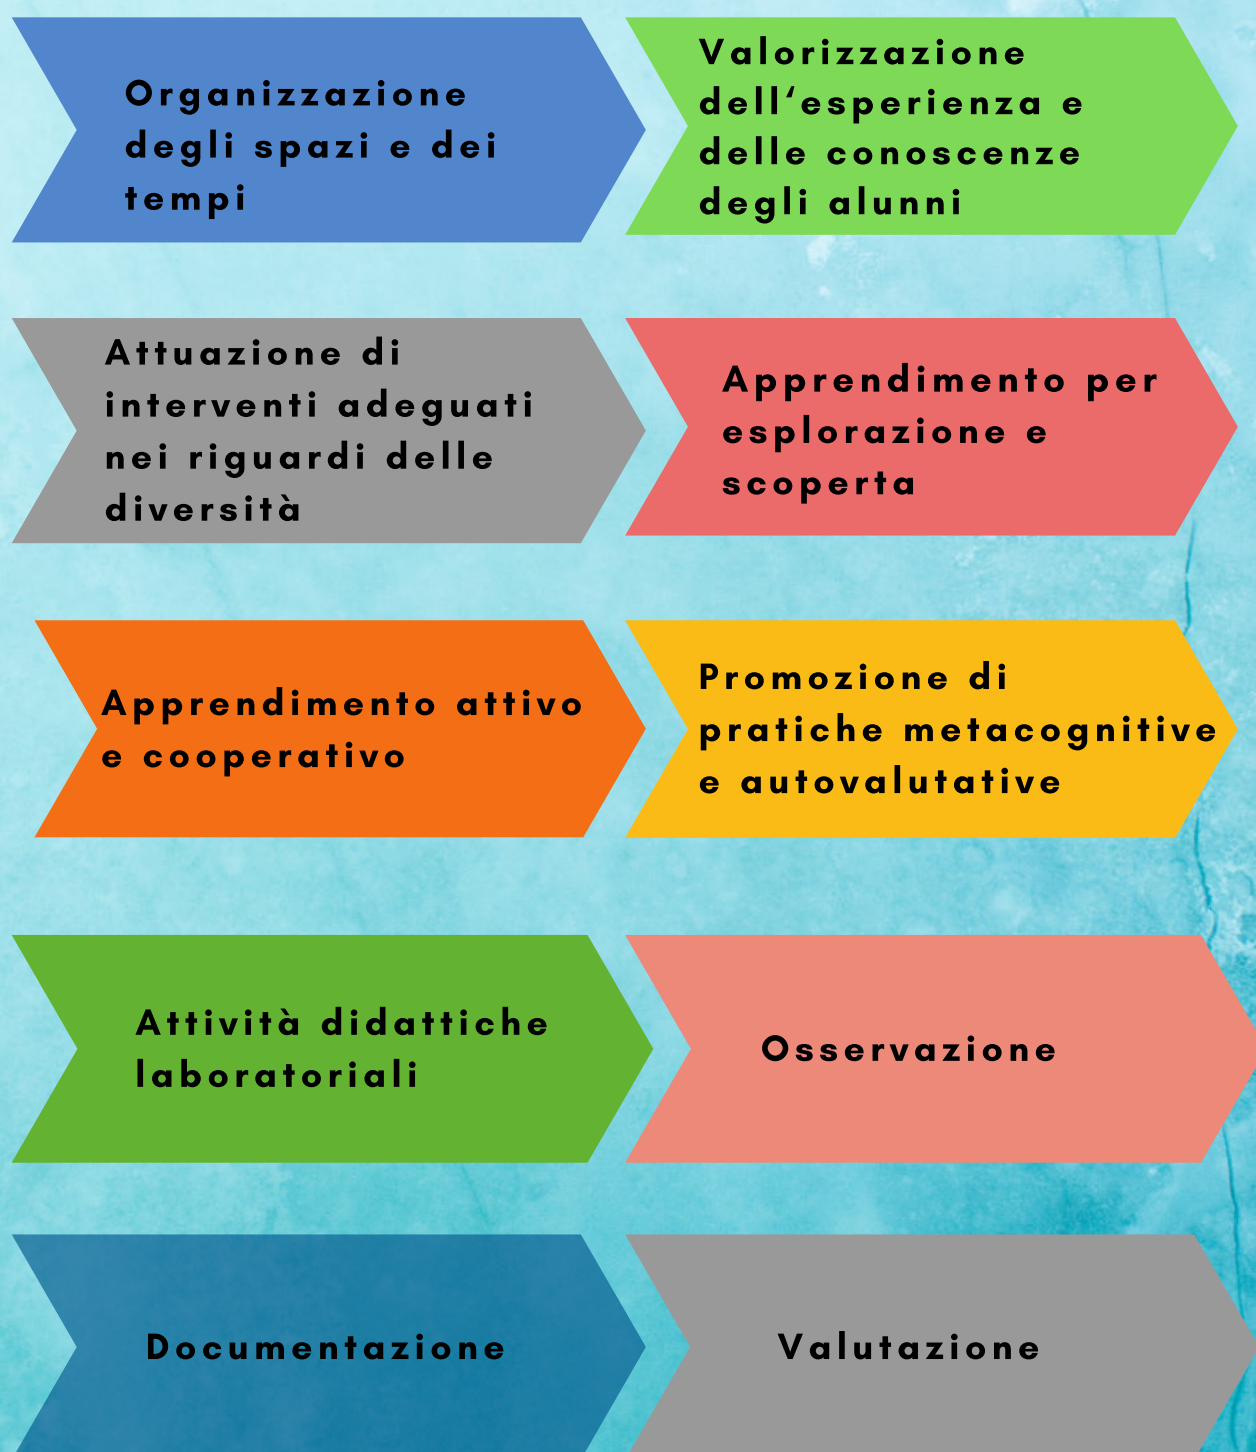 Organizzazione
degli spazi e dei
tempi
Valorizzazione
dell‘esperienza e
delle conoscenze
degli alunni
Attuazione di
interventi adeguati
nei riguardi delle
diversità
Apprendimento per
esplorazione e
scoperta
Apprendimento attivo
e cooperativo
Promozione di
pratiche metacognitive
e autovalutative
Attività didattiche
laboratoriali
Osservazione
Documentazione
Valutazione